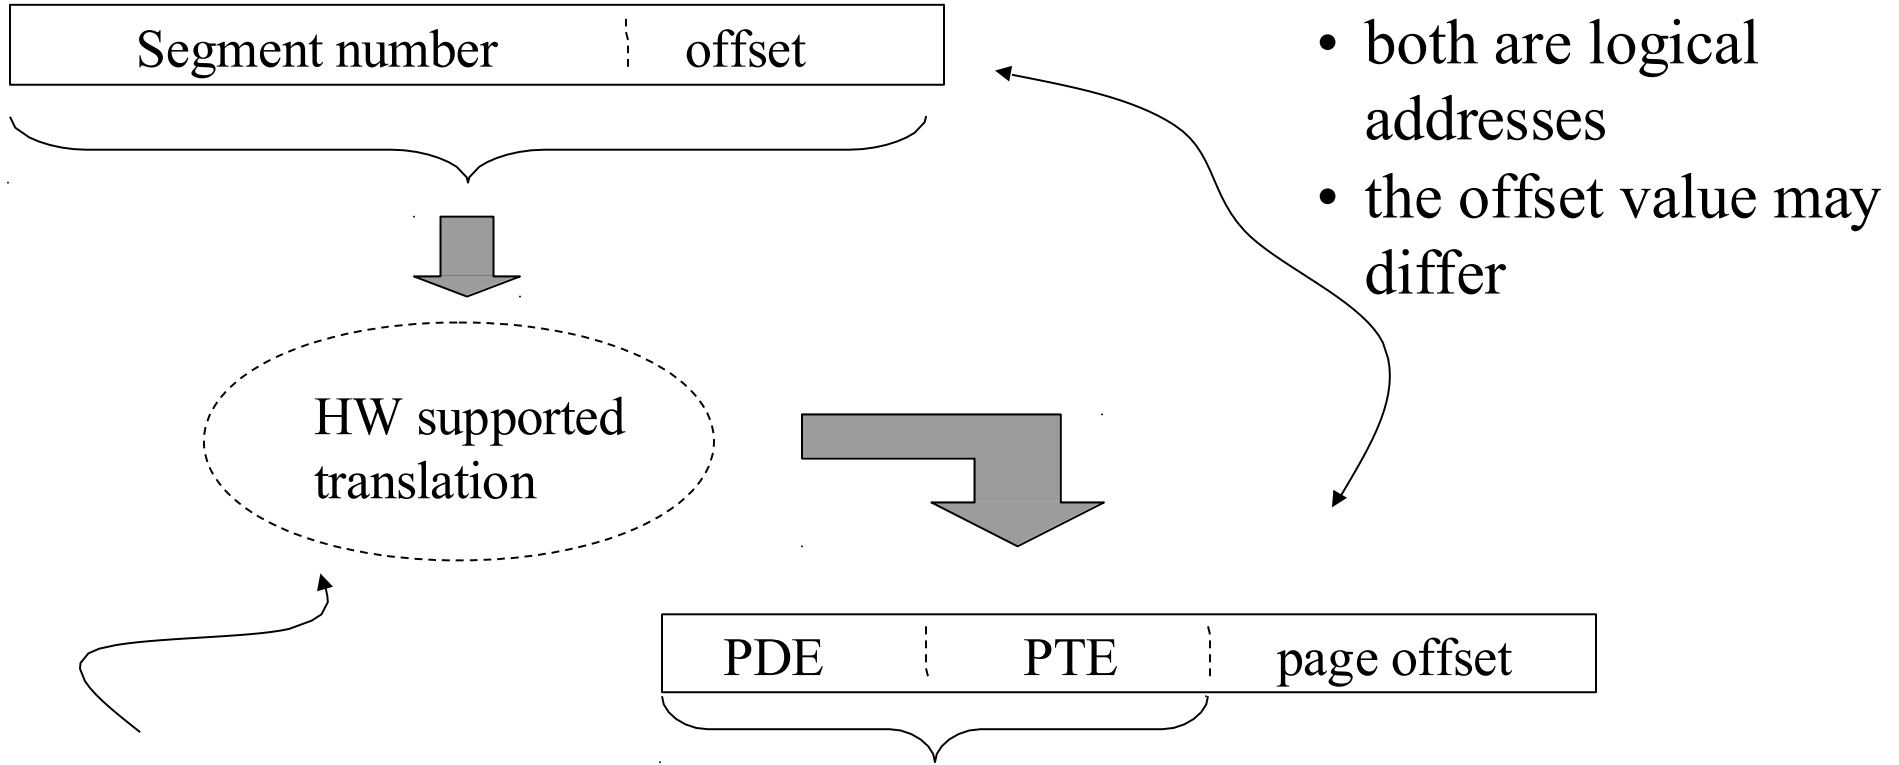 Segment number offset
• both are logical
addresses
• the offset value may
differ
HW supported
translation
PDE PTE page offset